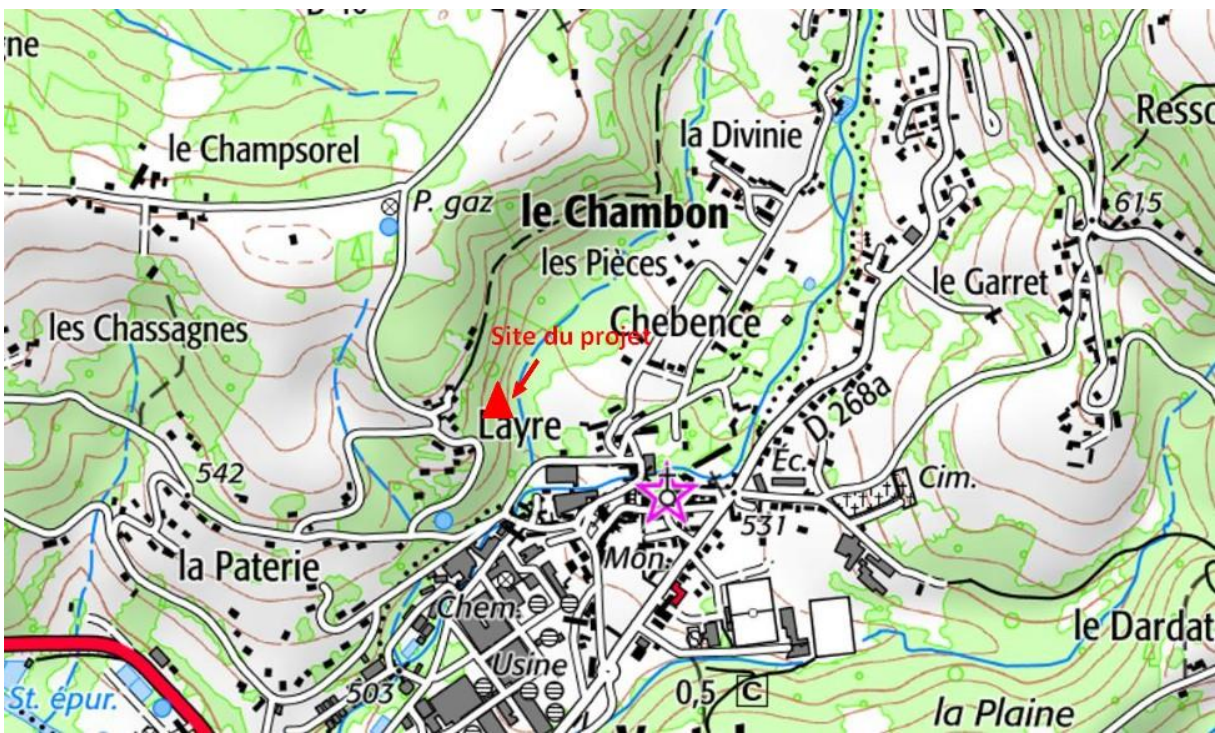 ne
le Champsorel
la Divinie
P. gaz
le Chambon
615
les Pièces
le Garret
les Chassagnes
Chebence
Site du projet
Layre
D. 268a
542
Éc.
Cim.
531
la Paterie
Mon.
Chem.
le Dardat
Usine
St. épur.
503
0,5 C
la Plaine